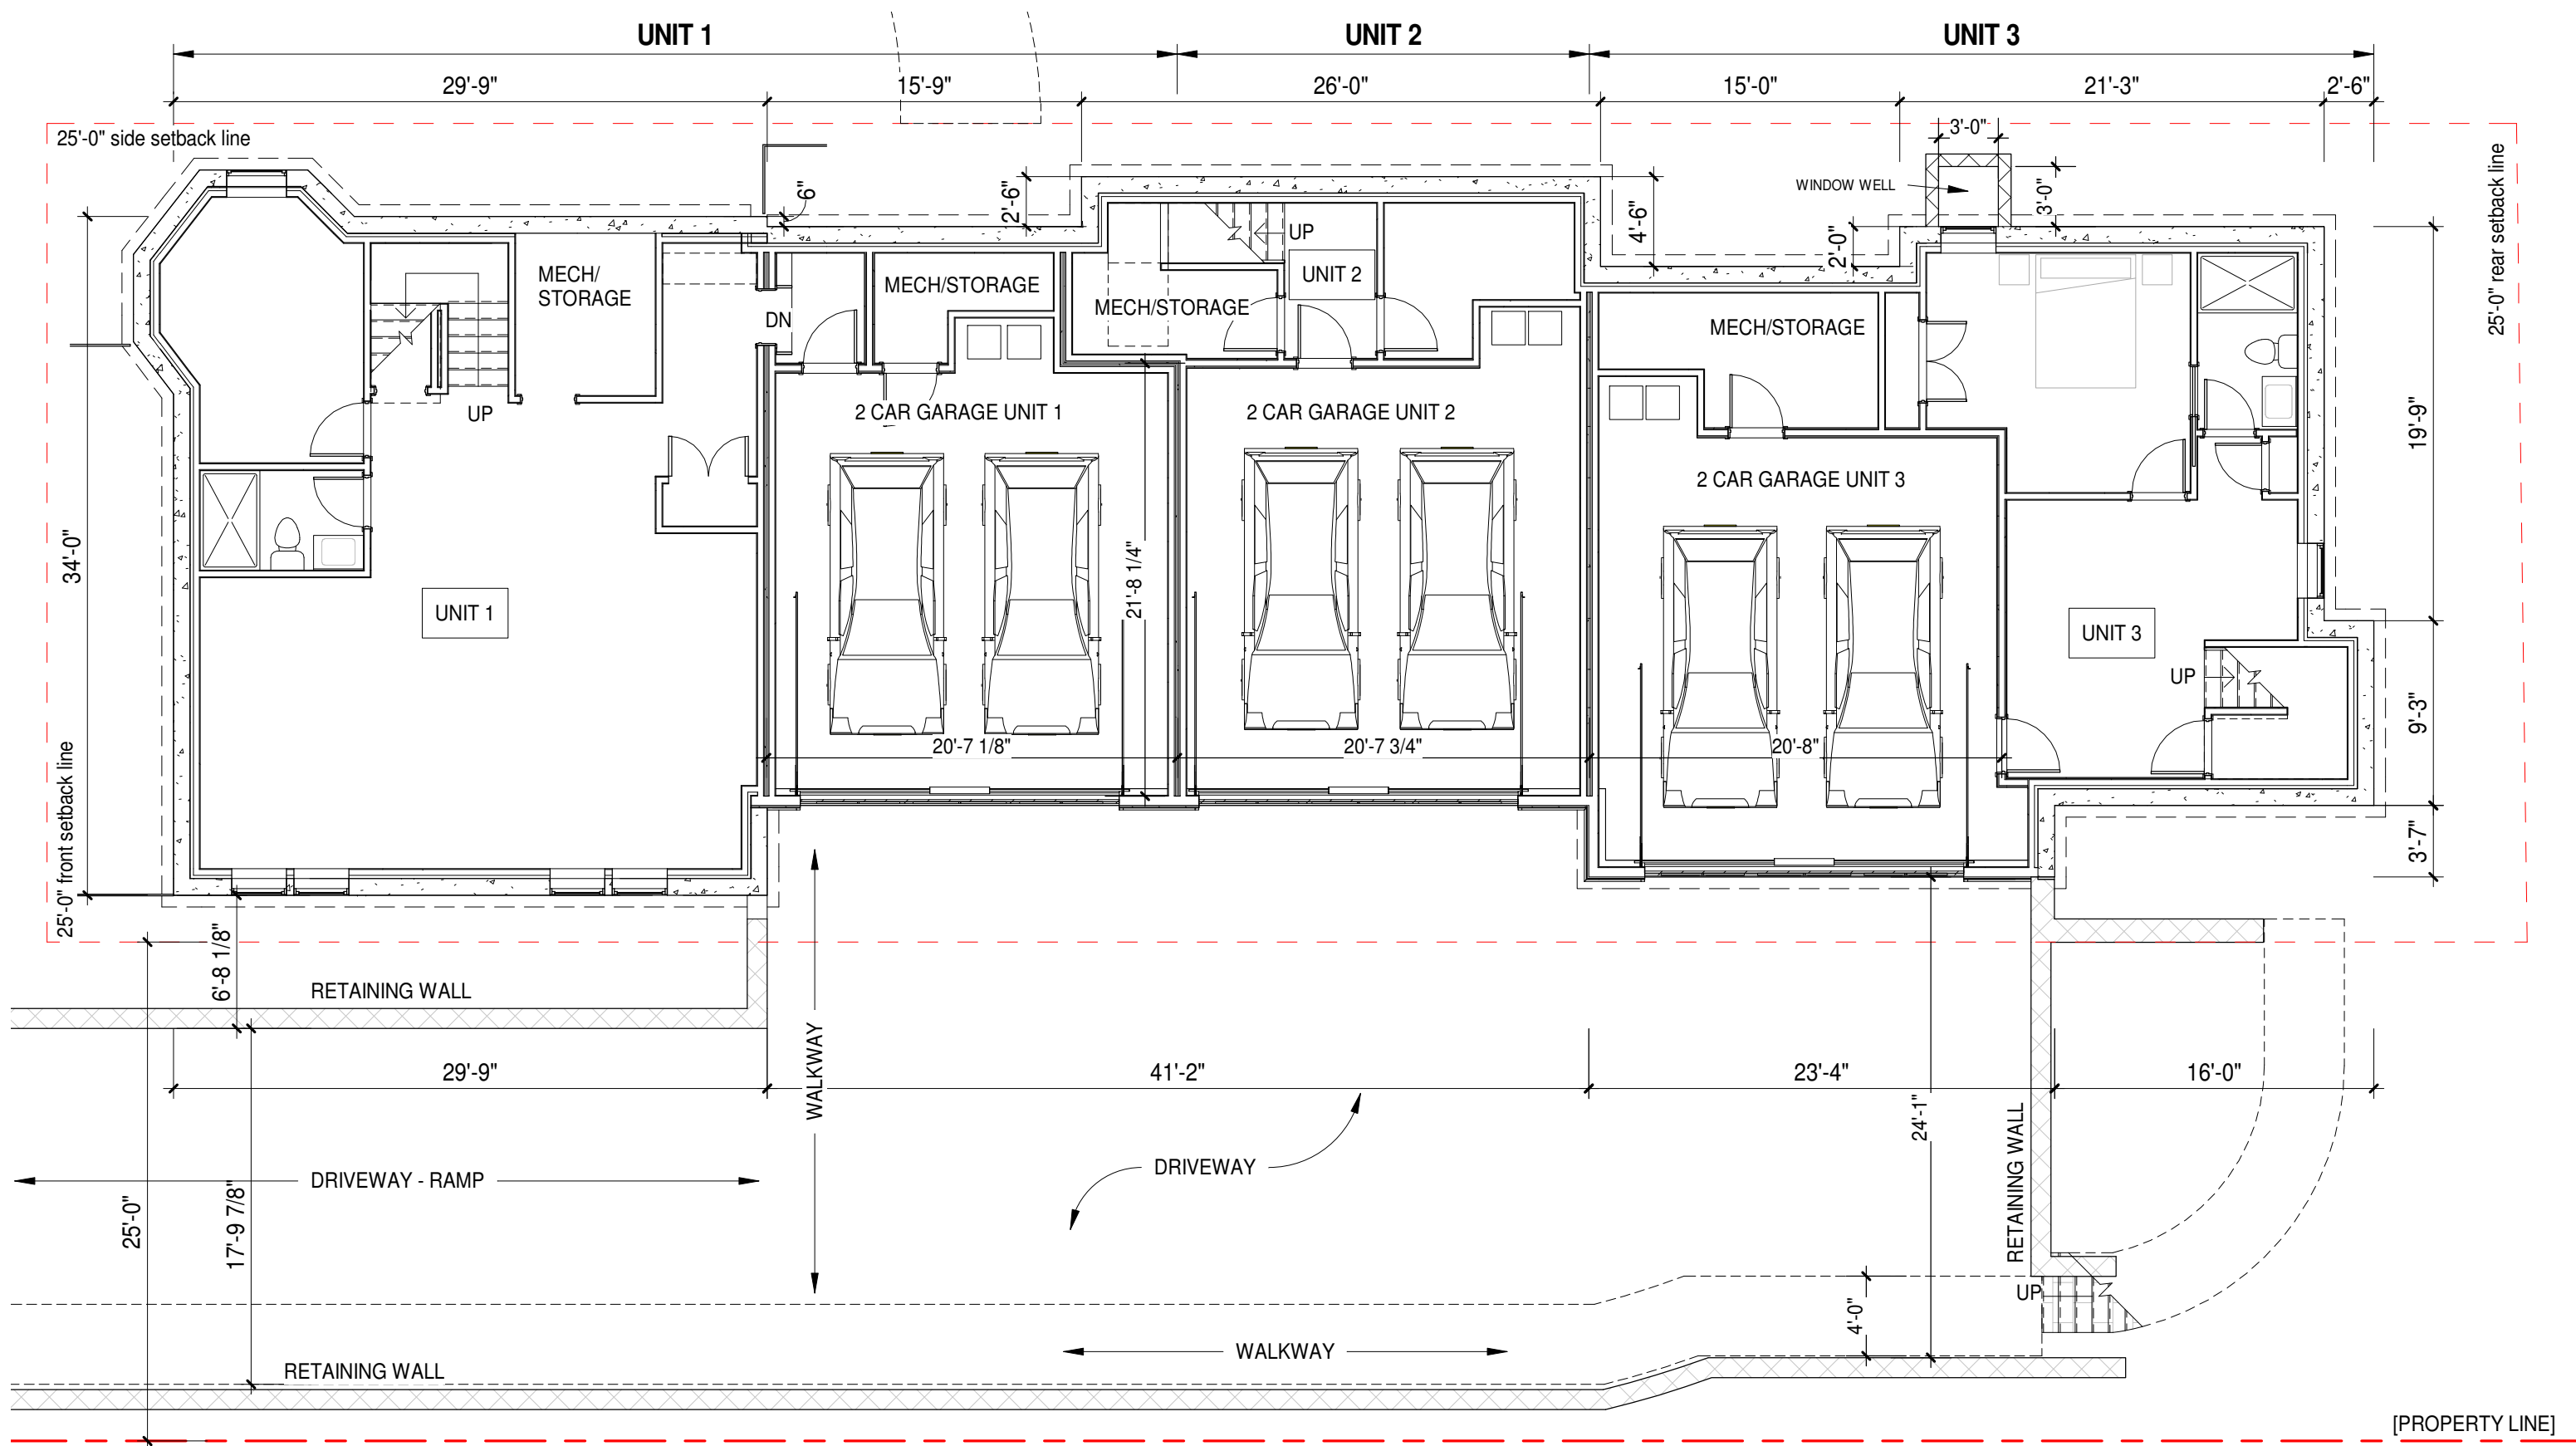 UNIT 1
UNIT 2
UNIT 3
29'-9"
15'-9"
26'-0"
15'-0"
21'-3"
2'-6"
25'-0" side setback line
3'-0"
25'-0" rear setback line
WINDOW WELL
3'-0"
6"
2'-6"
4'-6"
2'-0"
UP
MECH/
STORAGE
MECH/STORAGE
UNIT 2
MECH/STORAGE
DN
MECH/STORAGE
UP
2 CAR GARAGE UNIT 1
2 CAR GARAGE UNIT 2
2 CAR GARAGE UNIT 3
19'-9"
34'-0"
21'-8 1/4"
UNIT 1
UNIT 3
UP
9'-3"
20'-7 1/8"
20'-7 3/4"
20'-8"
25'-0" front setback line
3'-7"
6'-8 1/8"
RETAINING WALL
29'-9"
WALKWAY
41'-2"
23'-4"
16'-0"
24'-1"
RETAINING WALL
DRIVEWAY
DRIVEWAY - RAMP
25'-0"
17'-9 7/8"
UP
4'-0"
WALKWAY
RETAINING WALL
[PROPERTY LINE]